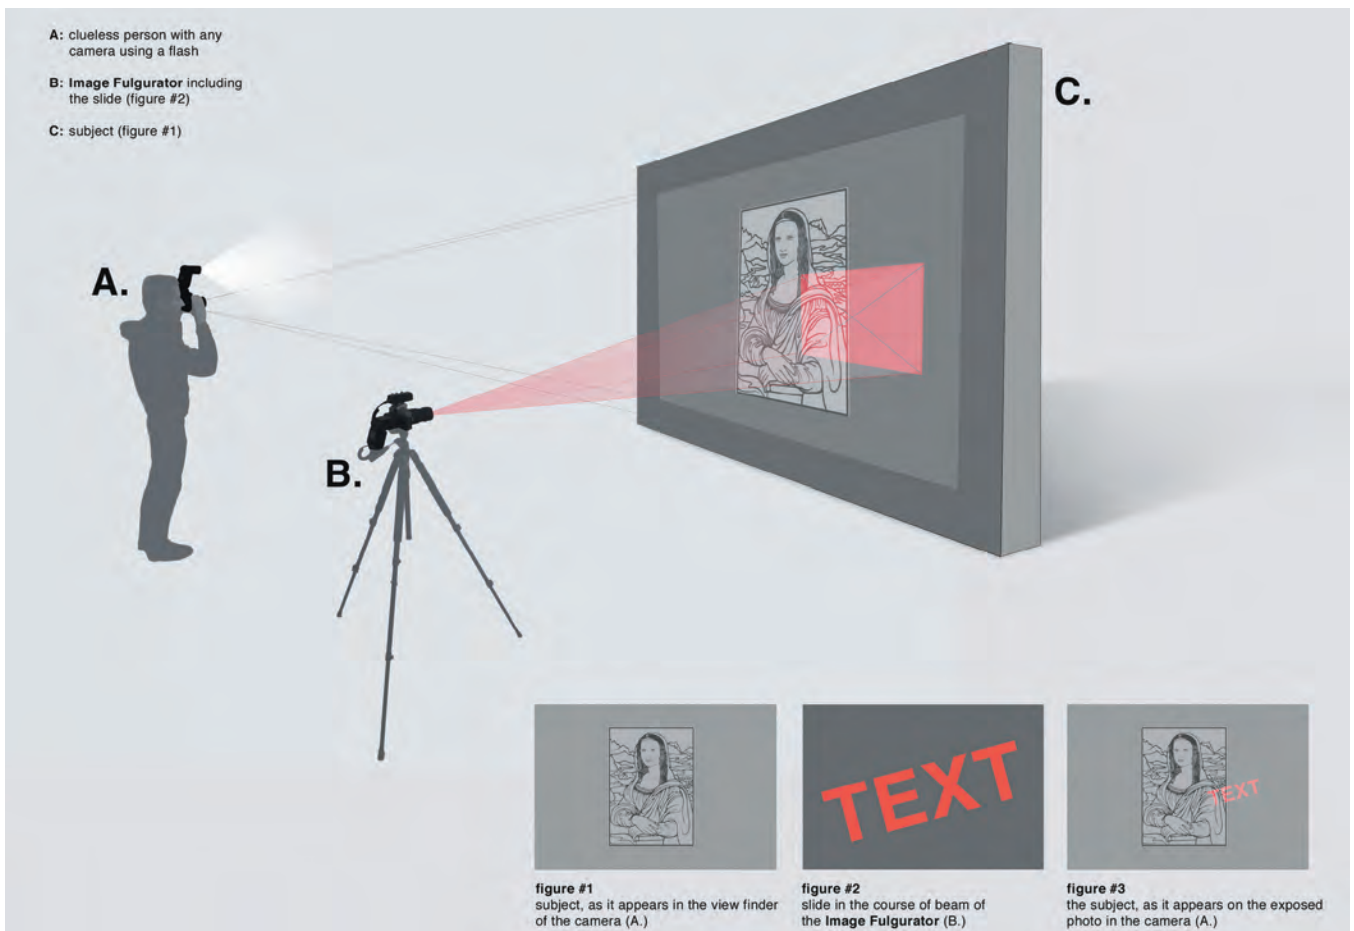 A: clueless person with any
camera using a flash
B: Image Fulgurator including
the slide (figure #2)
C: subject (figure #1)
C.
A.
B.
TEXT
TEXT
figure #1
subject, as it appears in the view finder
of the camera (A.)
figure #2
slide in the course of beam of
the Image Fulgurator (B.)
figure #3
the subject, as it appears on the exposed
photo in the camera (A.)